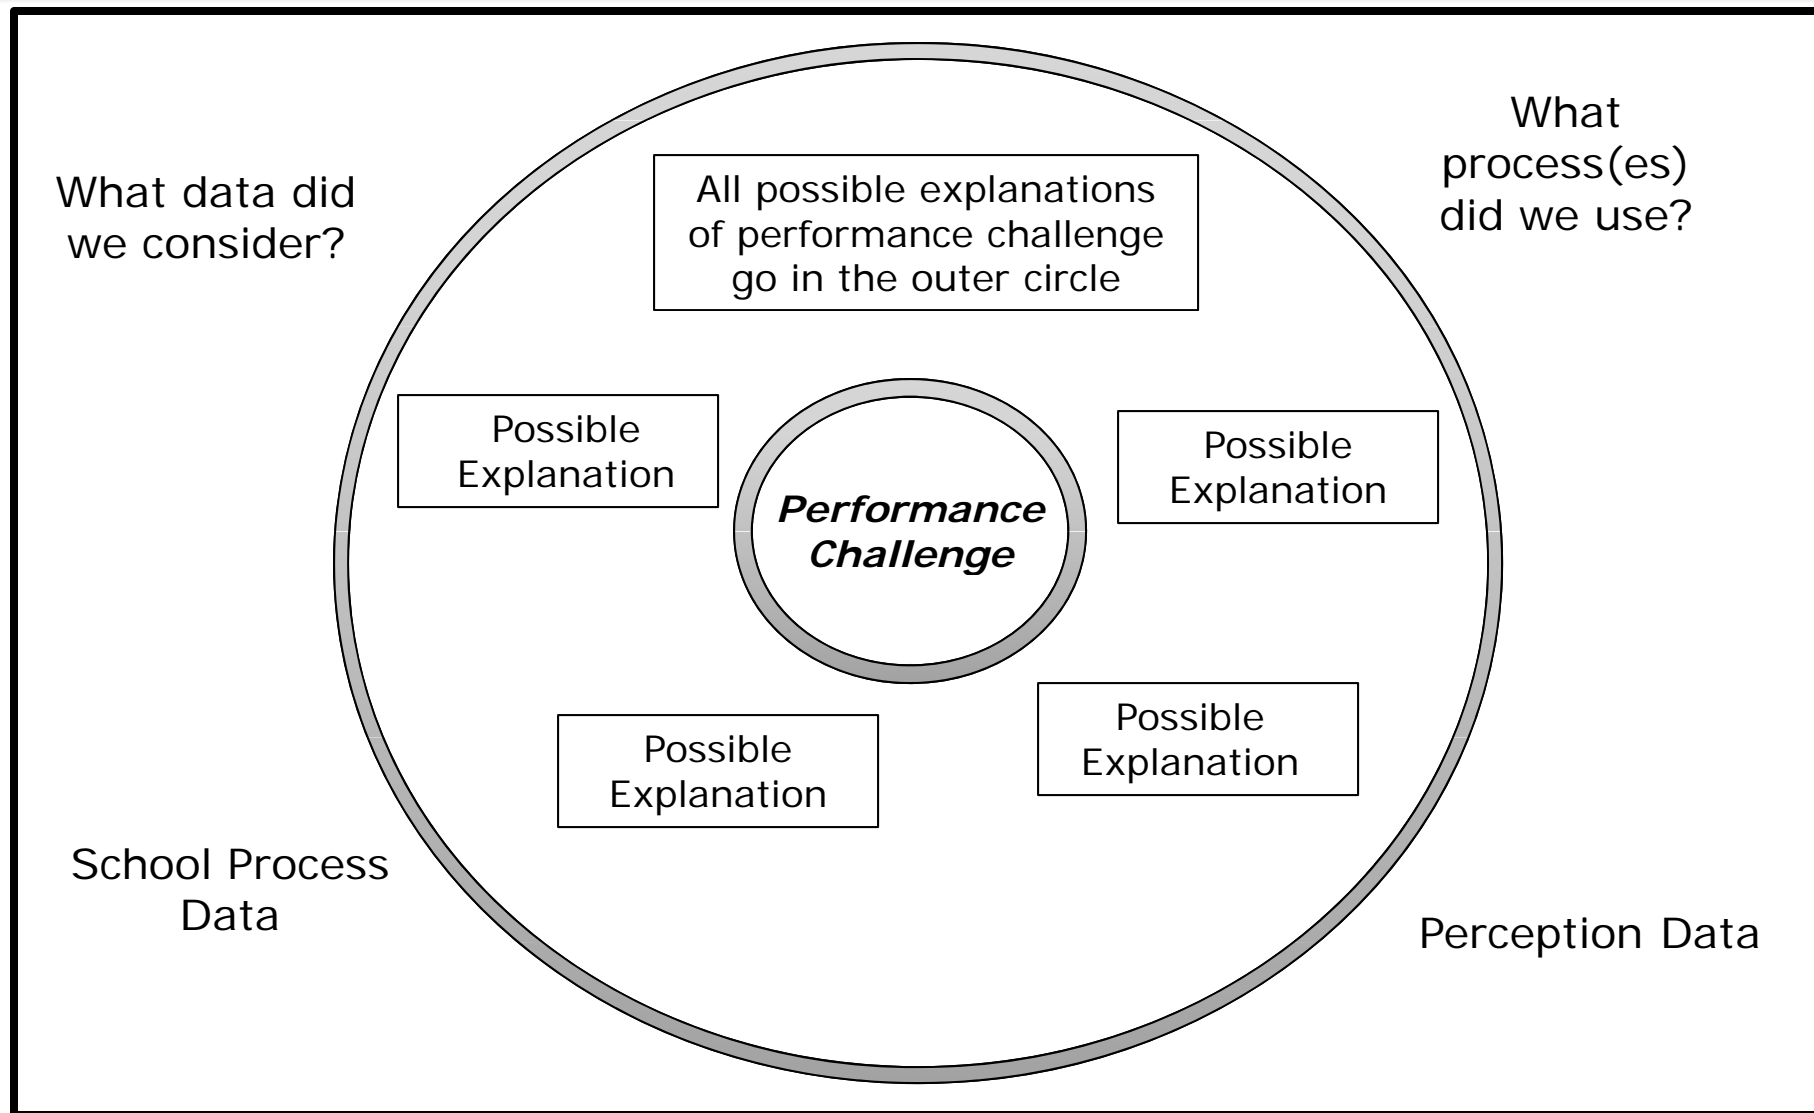 What data did
we consider?
What
process(es)
did we use?
All possible explanations
of performance challenge
go in the outer circle
Possible
Explanation
Performance
Challenge
Possible
Explanation
Possible
Explanation
Possible
Explanation
School Process
Data
Perception Data